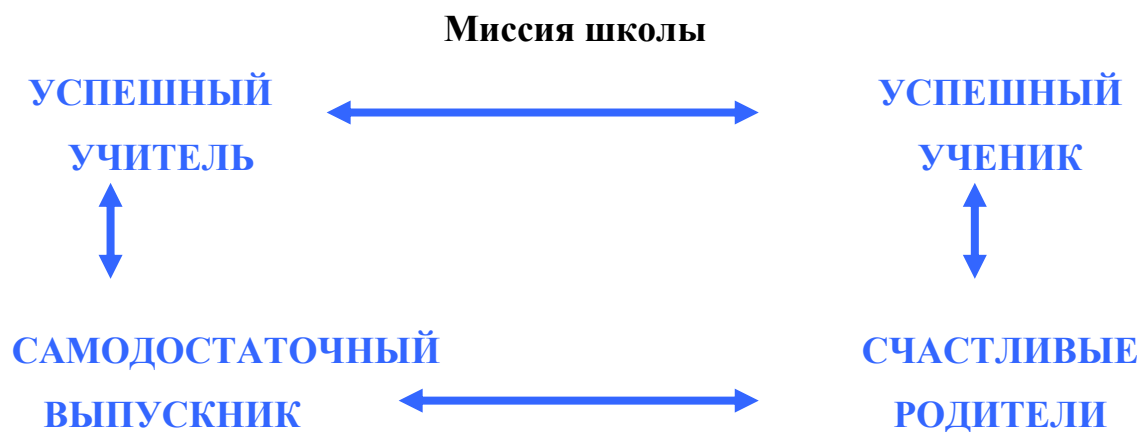 Миссия школы
УСПЕШНЫЙ УСПЕШНЫЙ
УЧИТЕЛЬ УЧЕНИК
САМОДОСТАТОЧНЫЙ СЧАСТЛИВЫЕ
ВЫПУСКНИК РОДИТЕЛИ